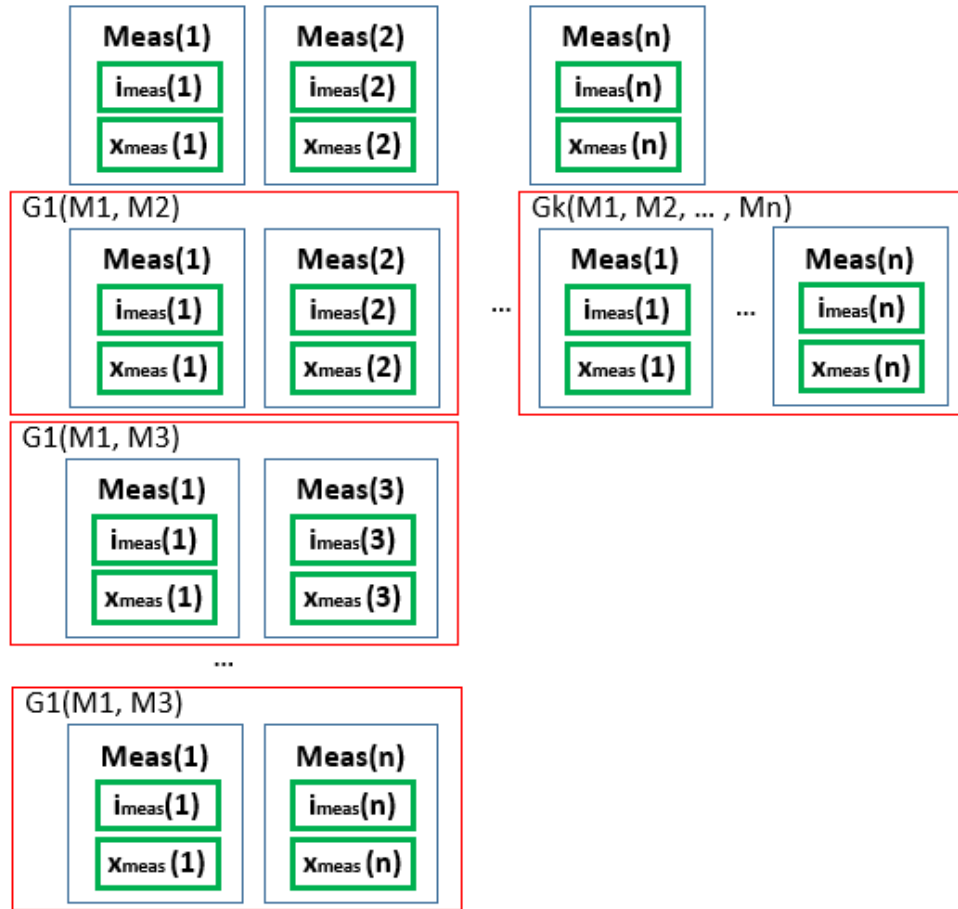 Meas(1) Meas(2) Meas(n)
imeas(1) imeas(2) imeas(n)
xmeas (1) xmeas (2) xmeas (n)
G1(M1, M2) Gk(M1, M2, ... , Mn)
Meas(1) Meas(2) Meas(1) Meas(n)
imeas(1) imeas(2) ... imeas(1) ... imeas(n)
xmeas (1) xmeas (2) xmeas (1) xmeas (n)
G1(M1, M3)
Meas(1) Meas(3)
imeas(1) imeas(3)
xmeas (1) xmeas (3)
...
G1(M1, M3)
Meas(1) Meas(n)
imeas(1) imeas(n)
xmeas (1) xmeas (n)